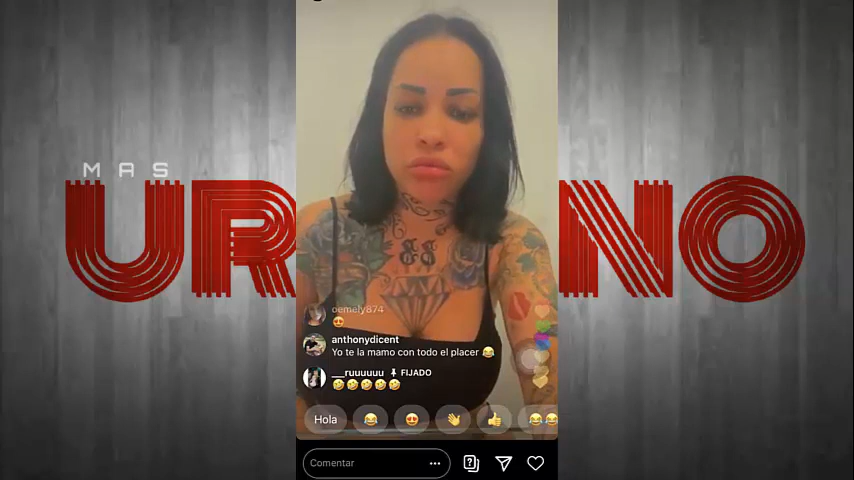 MAS
UR
NO
oemely874
anthonydicent
Yo te la mamo con todo el placer 😂
___ruuuuuu FIJADO
🤣🤣🤣🤣🤣
Hola
Comentar